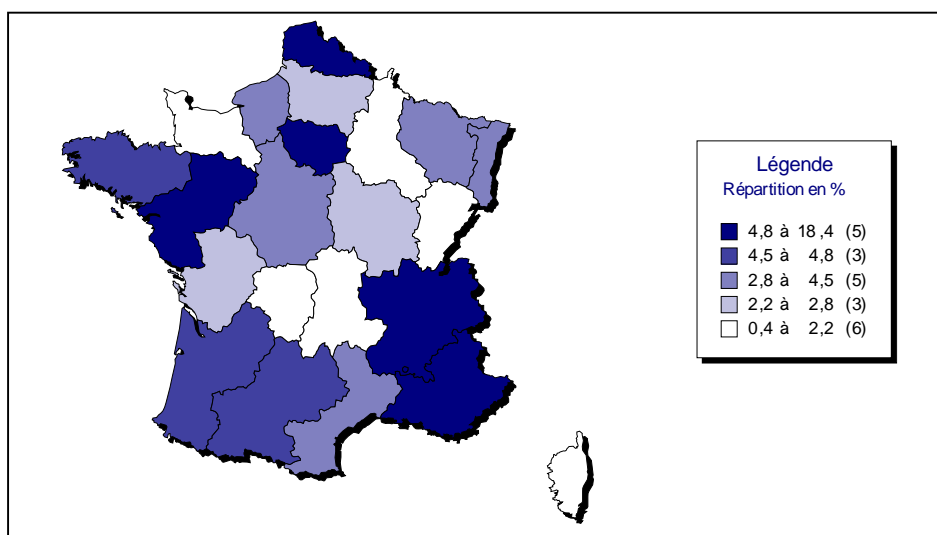 Légende
Répartition en %
4,8 à 18,4 (5)
4,5 à 4,8 (3)
2,8 à 4,5 (5)
2,2 à 2,8 (3)
0,4 à 2,2 (6)